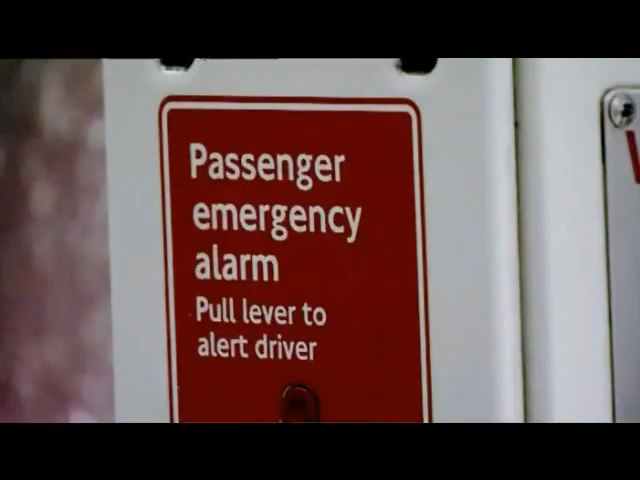 Passenger
emergency
alarm
Pull lever to
alert driver